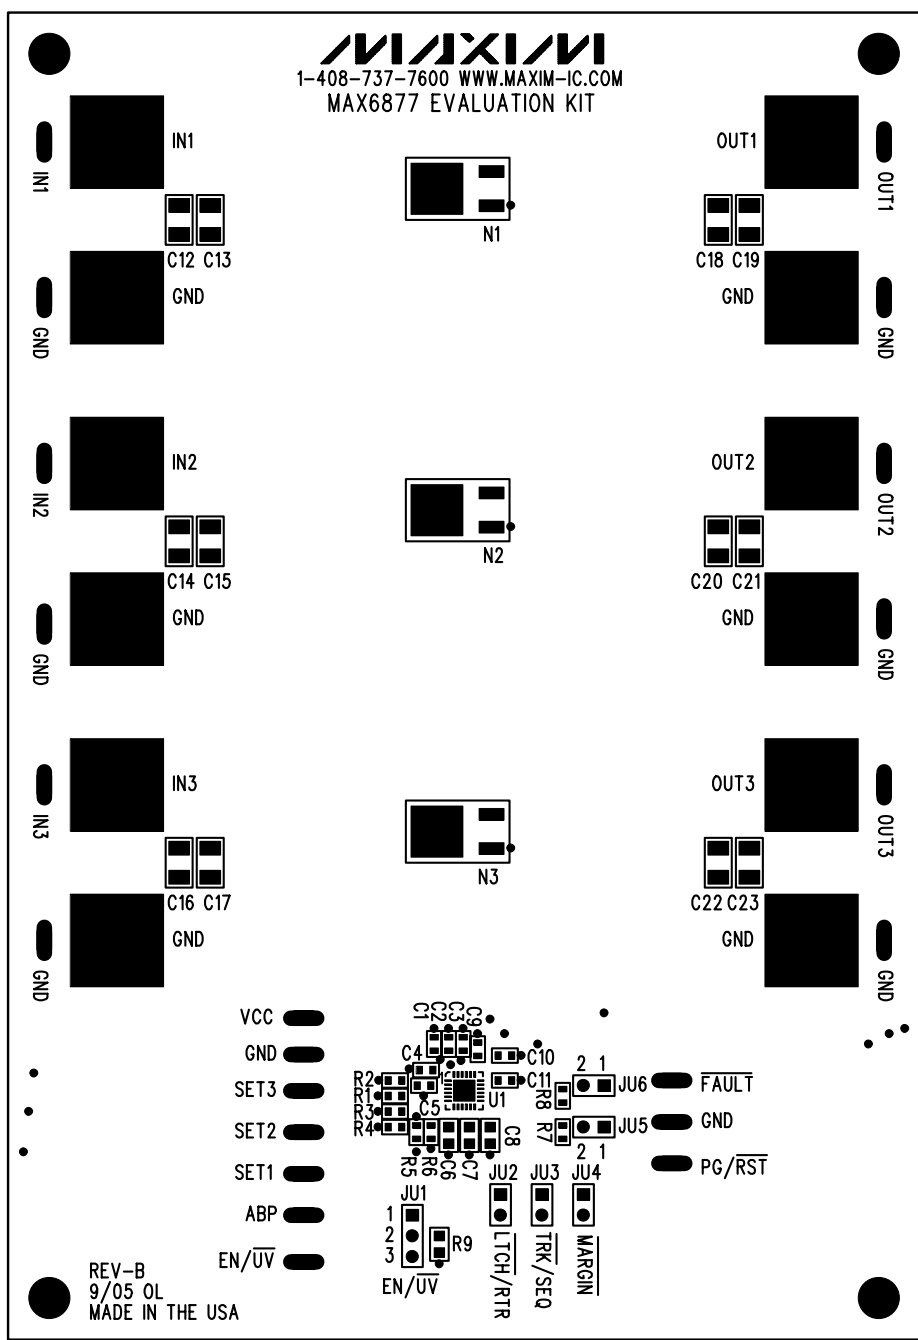 MAXIM
1-408-737-7600 WWW.MAXIM-IC.COM
MAX6877 EVALUATION KIT
IN1
IN1
OUT1
OUT1
N1
C12 C13
C18 C19
GND
GND
GND
GND
IN2
IN2
OUT2
OUT2
N2
C14 C15
C20 C21
GND
GND
GND
GND
IN3
IN3
OUT3
OUT3
N3
C16 C17
C22 C23
GND
GND
GND
GND
VCC
GND
SET3
SET2
SET1
ABP
EN/UV
C1
C2
C3
C9
C10
C4
C11
R2
R1
R3
R4
1
U1
C5
R5
R6
C6
C7
C8
R8
2 1
JU6
R7
JU5
2 1
FAULT
GND
PG/RST
JU1
1
2
3
EN/UV
R9
JU2
LTCH/RTR
JU3
TRK/SEQ
JU4
MARGIN
REV-B
9/05 OL
MADE IN THE USA